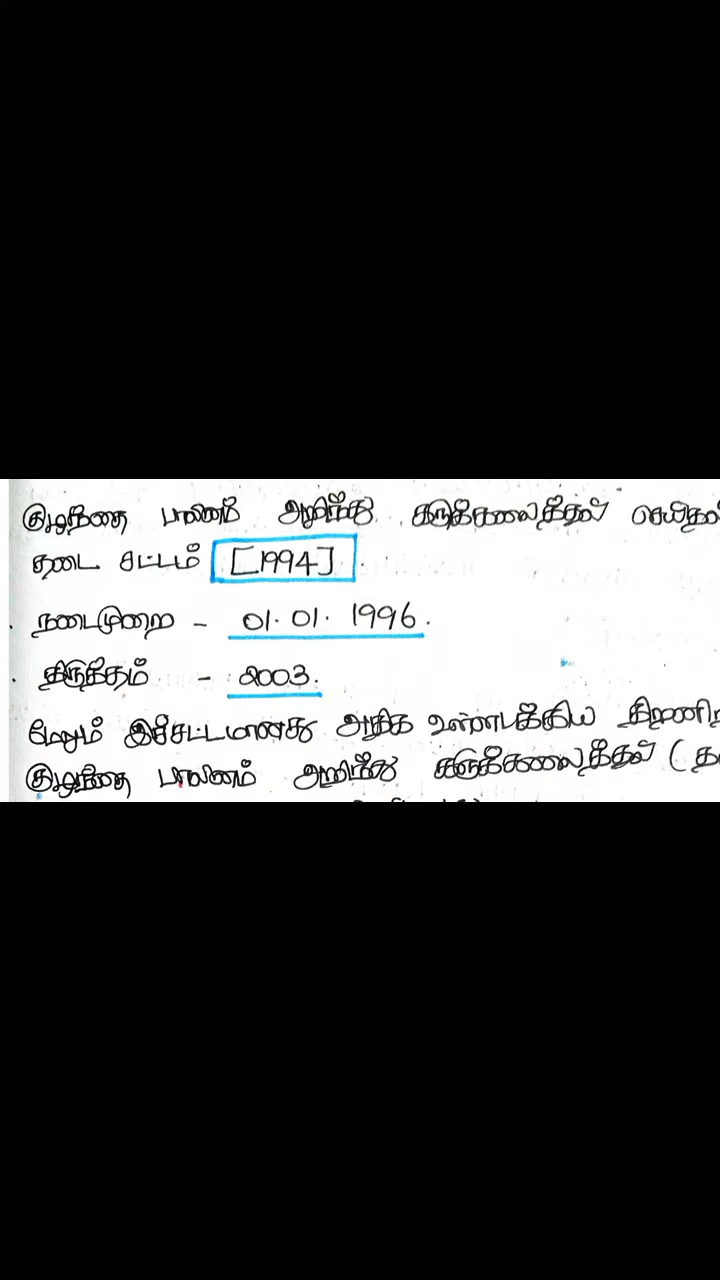 குழந்தை பாலினம் அறிந்து கருக்கலைத்தல் செய்தல்
தடை சட்டம் [1994]
. நடைமுறை - 01.01.1996.
. திருத்தம் - 2003.
மேலும் இச்சட்டமானது அதிக உள்ளடக்கிய
குழந்தை பாலினம் அறிந்து கருக்கலைத்தல் (